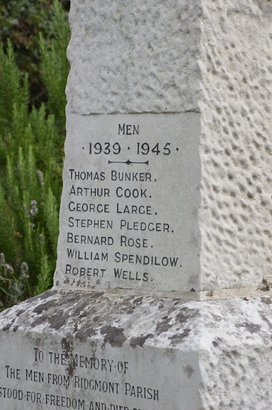 MEN
· 1939 · 1945 ·
THOMAS BUNKER.
ARTHUR COOK.
GEORGE LARGE.
STEPHEN PLEDGER.
BERNARD ROSE.
WILLIAM SPENDILOW.
ROBERT WELLS.
TO THE MEMORY OF
THE MEN FROM RIDGMONT PARISH
STOOD FOR FREEDOM AND DIED